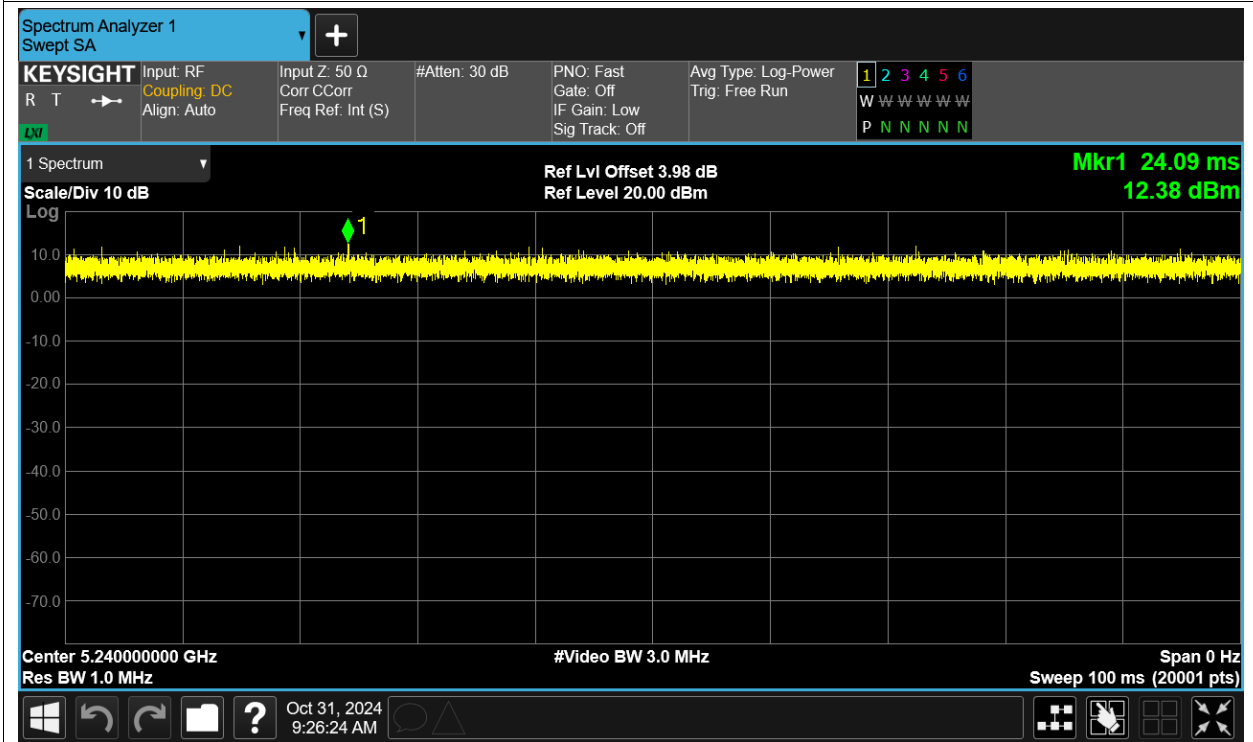 Spectrum Analyzer 1
Swept SA
+
KEYSIGHT
R T
LXI
Input: RF
Coupling: DC
Align: Auto
Input Z: 50 Ω
Corr CCorr
Freq Ref: Int (S)
#Atten: 30 dB
PNO: Fast
Gate: Off
IF Gain: Low
Sig Track: Off
Avg Type: Log-Power
Trig: Free Run
1 2 3 4 5 6
W W W W W W
P N N N N N
1 Spectrum
Scale/Div 10 dB
Ref Lvl Offset 3.98 dB
Ref Level 20.00 dBm
Mkr1 24.09 ms
12.38 dBm
Log
1
10.0
0.00
-10.0
-20.0
-30.0
-40.0
-50.0
-60.0
-70.0
Center 5.240000000 GHz
#Video BW 3.0 MHz
Span 0 Hz
Res BW 1.0 MHz
Sweep 100 ms (20001 pts)
?
Oct 31, 2024
9:26:24 AM